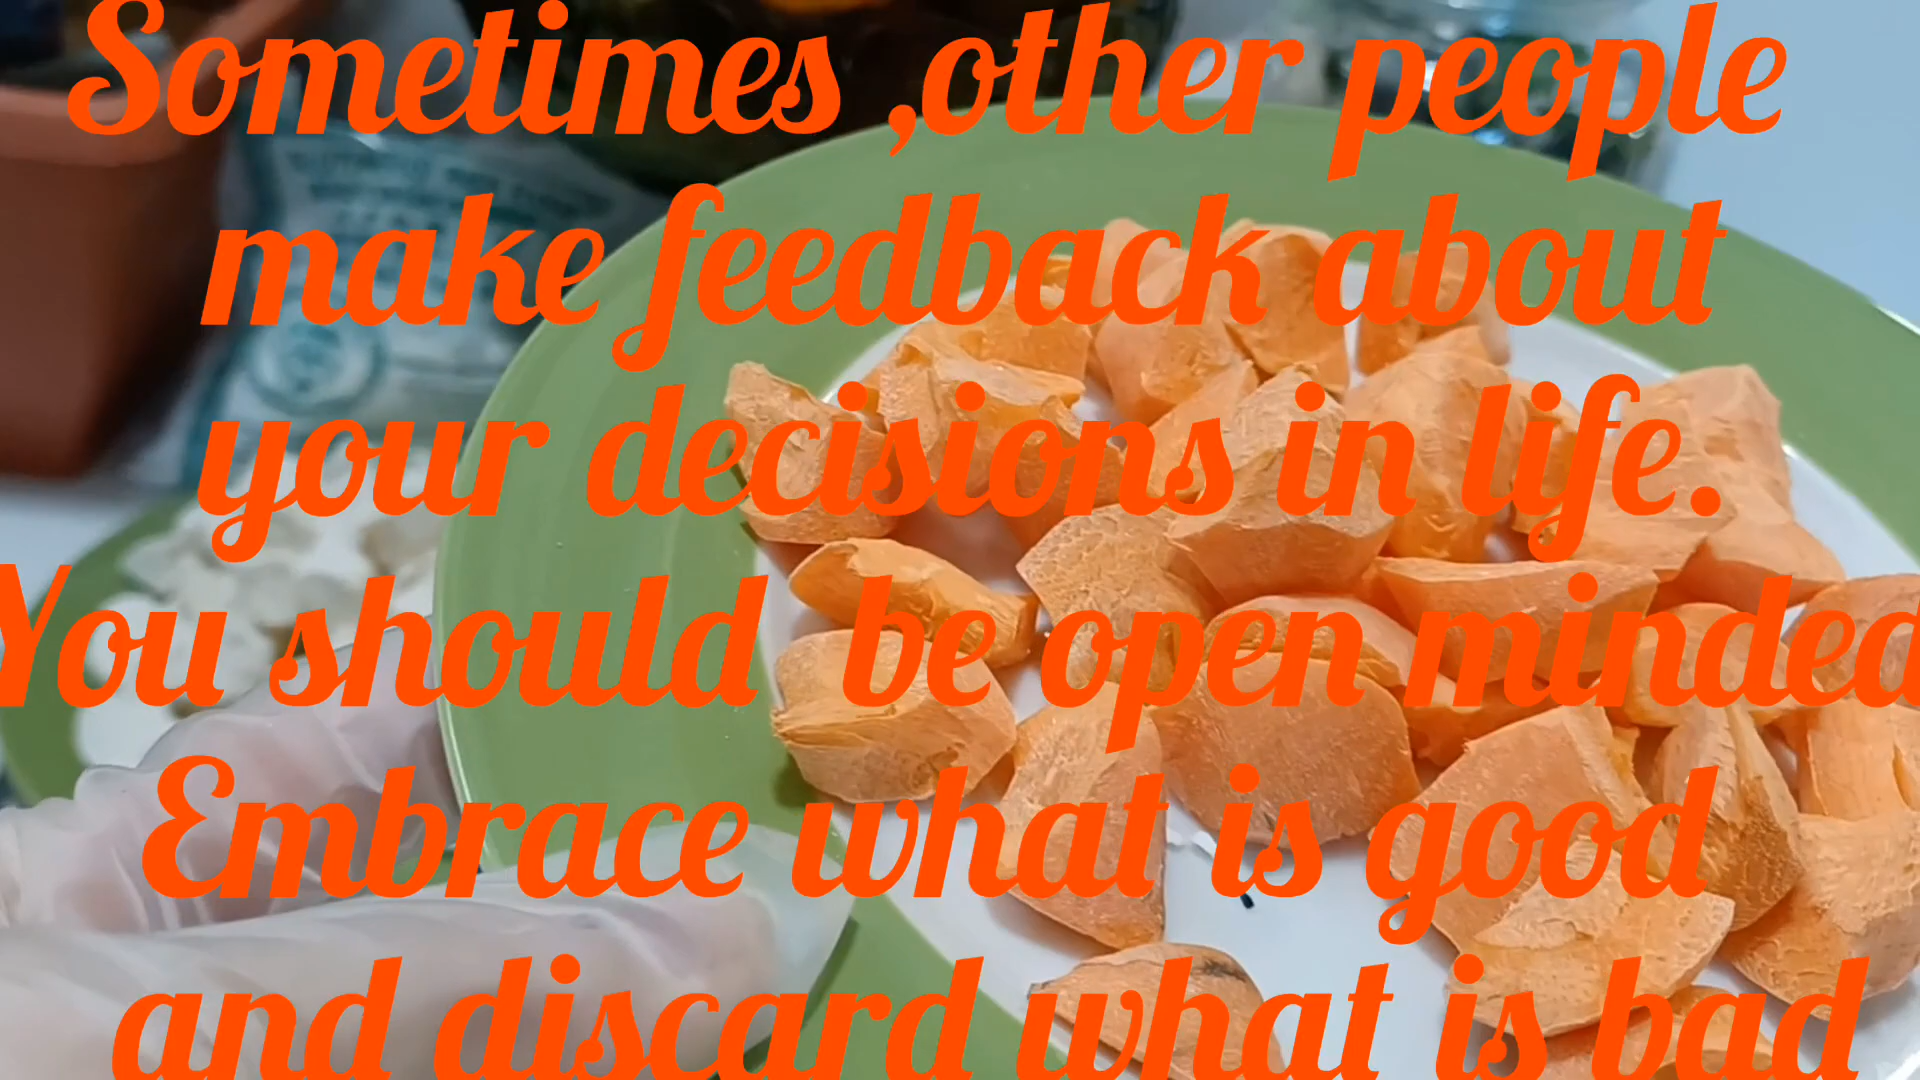 Sometimes ,other people
make feedback about
your decisions in life.
You should be open minded
Embrace what is good
and discard what is bad